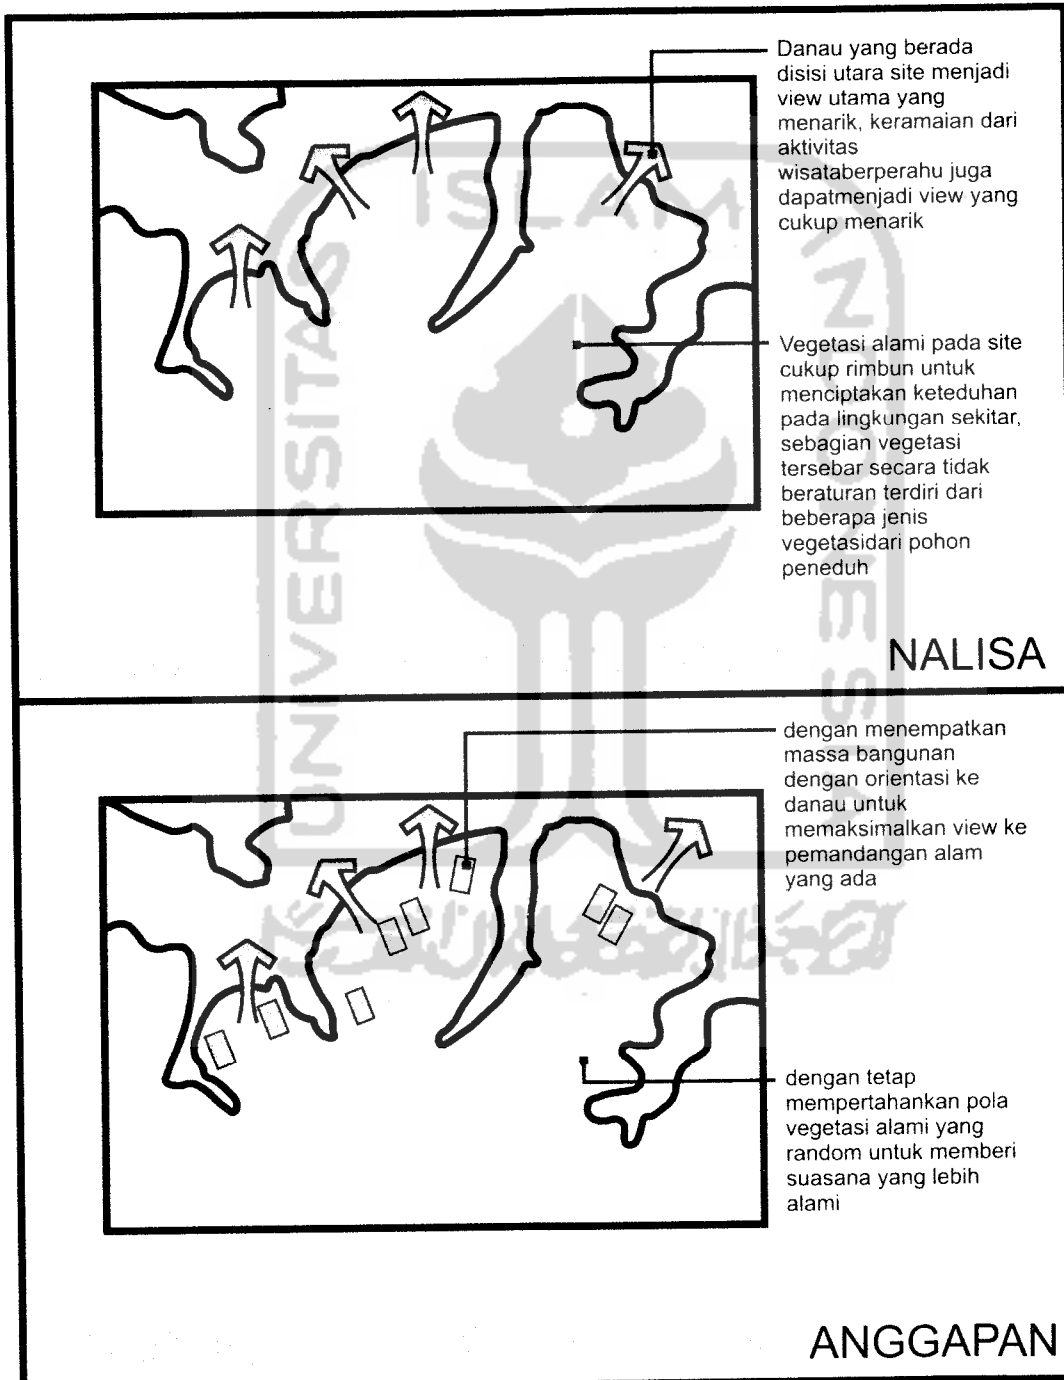 Danau yang berada
disisi utara site menjadi
view utama yang
menarik, keramaian dari
aktivitas
wisataberperahu juga
dapatmenjadi view yang
cukup menarik
Vegetasi alami pada site
cukup rimbun untuk
menciptakan keteduhan
pada lingkungan sekitar,
sebagian vegetasi
tersebar secara tidak
beraturan terdiri dari
beberapa jenis
vegetasidari pohon
peneduh
NALISA
dengan menempatkan
massa bangunan
dengan orientasi ke
danau untuk
memaksimalkan view ke
pemandangan alam
yang ada
dengan tetap
mempertahankan pola
vegetasi alami yang
random untuk memberi
suasana yang lebih
alami
ANGGAPAN
UNIVERSITAS
ISLAM
INDONESIA